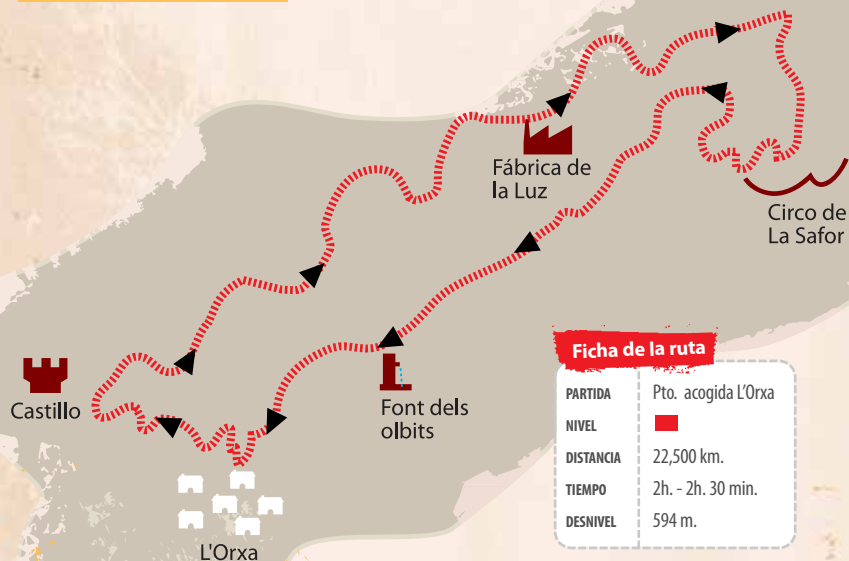 Fábrica de
la Luz
Circo de
La Safor
Castillo
Font dels
olbits
L'Orxa
Ficha de la ruta
PARTIDA Pto. acogida L'Orxa
NIVEL
DISTANCIA 22,500 km.
TIEMPO 2h. - 2h. 30 min.
DESNIVEL 594 m.